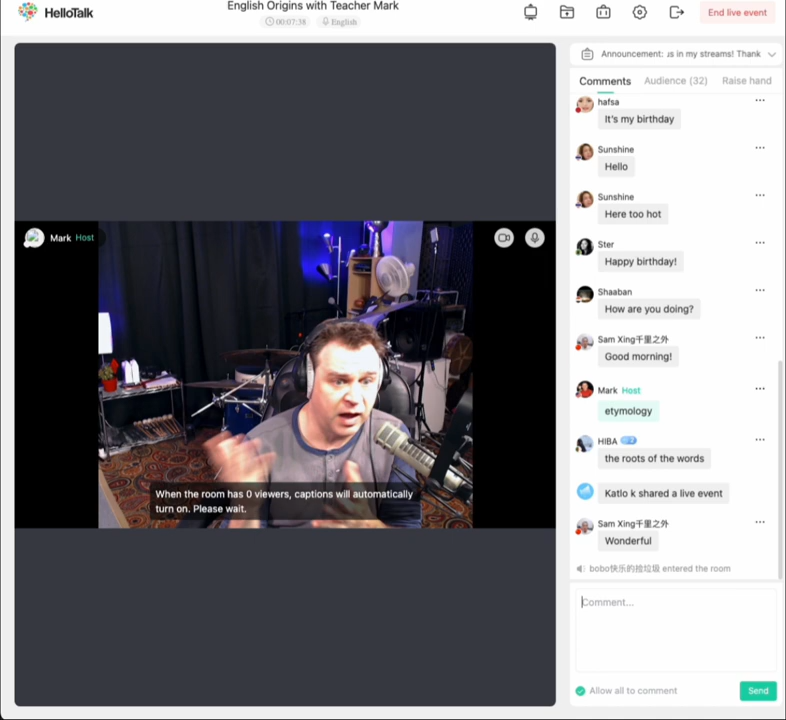 HelloTalk
English Origins with Teacher Mark
00:07:38
English
End live event
Announcement: us in my streams! Thank
Comments
Audience (32)
Raise hand
hafsa
It's my birthday
Sunshine
Hello
Sunshine
Here too hot
Ster
Happy birthday!
Shaaban
How are you doing?
Sam Xing千里之外
Good morning!
Mark Host
etymology
HIBA
the roots of the words
Katlo k shared a live event
Sam Xing千里之外
Wonderful
bobo快乐的捡垃圾 entered the room
Mark Host
When the room has 0 viewers, captions will automatically
turn on. Please wait.
Comment...
Allow all to comment
Send